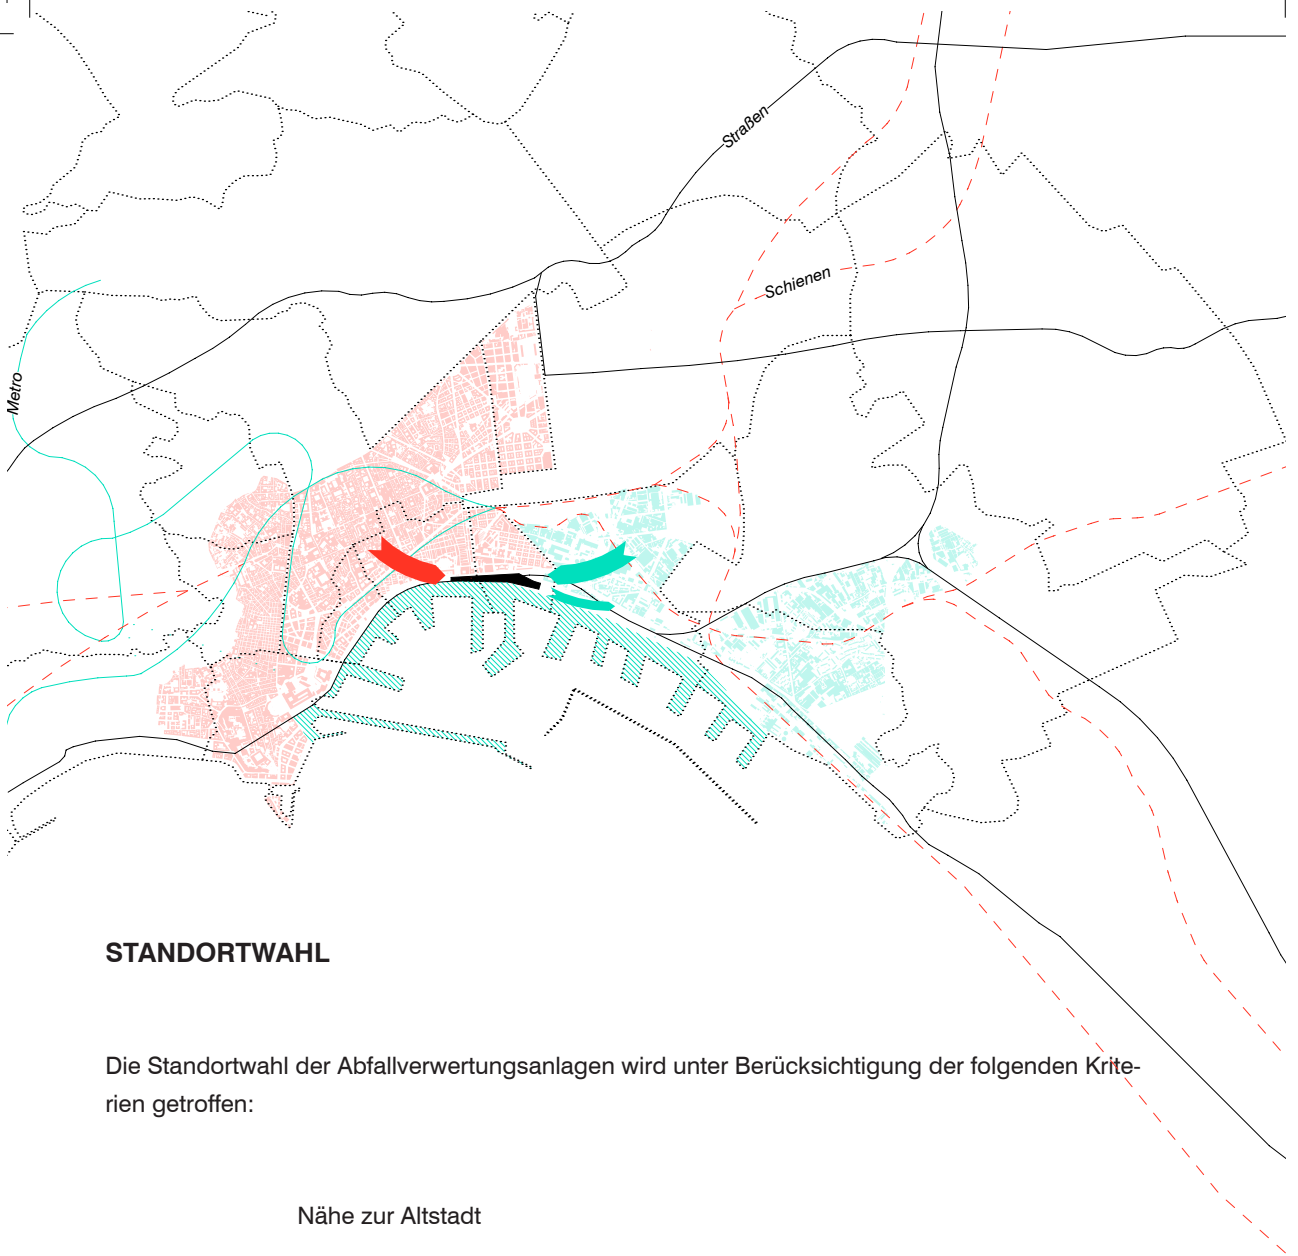 Straßen
Schienen
Metro
STANDORTWAHL
Die Standortwahl der Abfallverwertungsanlagen wird unter Berücksichtigung der folgenden Krite-
rien getroffen:
Nähe zur Altstadt